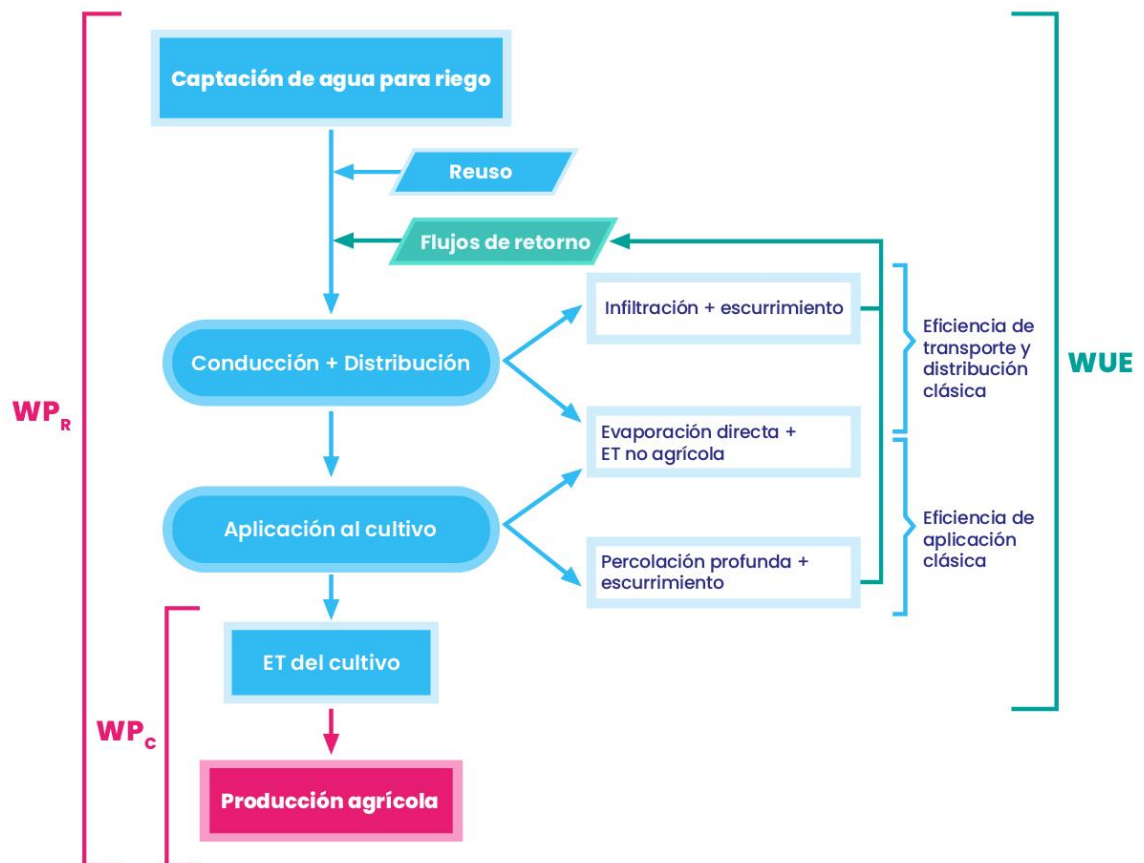 Captación de agua para riego
Reuso
Flujos de retorno
Infiltración + escurrimiento
Eficiencia de
transporte y
distribución
clásica
Conducción + Distribución
WUE
WP_R
Evaporación directa +
ET no agrícola
Aplicación al cultivo
Eficiencia de
aplicación
clásica
Percolación profunda +
escurrimiento
ET del cultivo
WP_C
Producción agrícola